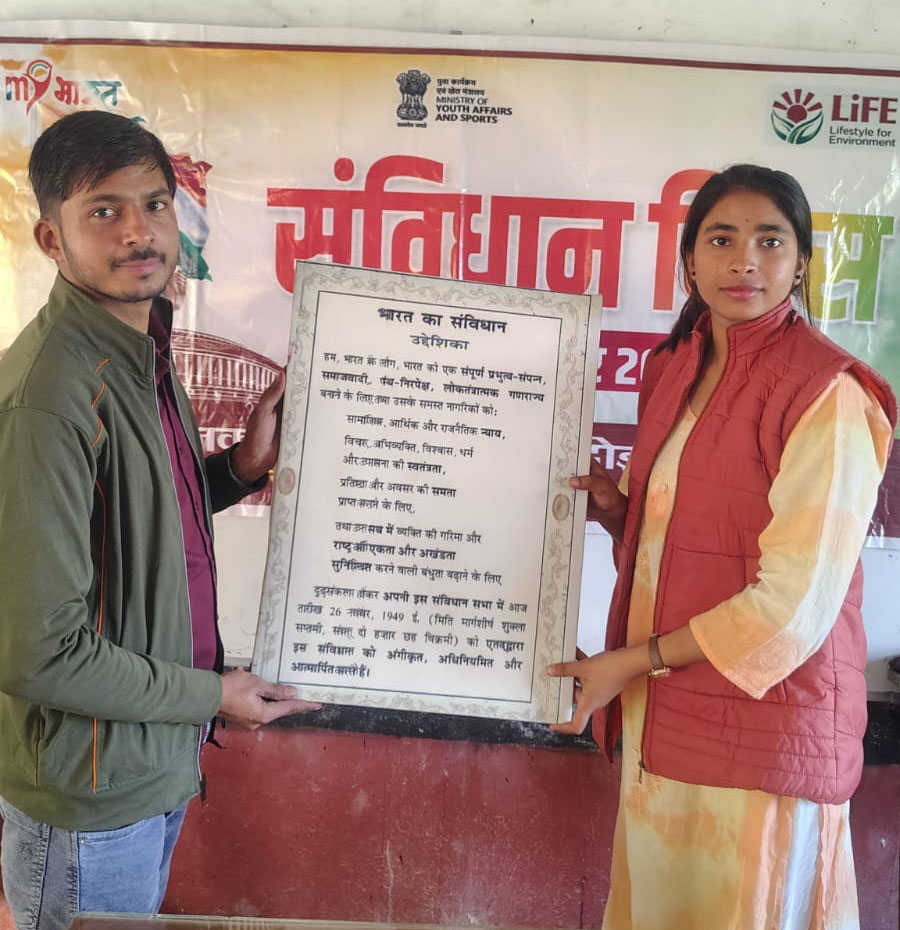 युवा कार्यक्रम
एवं खेल मंत्रालय
MINISTRY OF
YOUTH AFFAIRS
AND SPORTS
LiFE
Lifestyle for
Environment
संविधान
भारत का संविधान
उद्देशिका
हम, भारत के लोग, भारत को एक संपूर्ण प्रभुत्व-संपन्न,
समाजवादी, पंथ-निरपेक्ष, लोकतंत्रात्मक गणराज्य
बनाने के लिए, तथा उसके समस्त नागरिकों को:
सामाजिक, आर्थिक और राजनैतिक न्याय,
विचार, अभिव्यक्ति, विश्वास, धर्म
और उपासना की स्वतंत्रता,
प्रतिष्ठा और अवसर की समता
प्राप्त कराने के लिए,
तथा उन सब में व्यक्ति की गरिमा और
राष्ट्र की एकता और अखंडता
सुनिश्चित करने वाली बंधुता बढ़ाने के लिए
दृढ़संकल्प होकर अपनी इस संविधान सभा में आज
तारीख 26 नवम्बर, 1949 ई. (मिति मार्गशीर्ष शुक्ला
सप्तमी, संवत् दो हजार छह विक्रमी) को एतद्द्वारा
इस संविधान को अंगीकृत, अधिनियमित और
आत्मार्पित करते हैं।